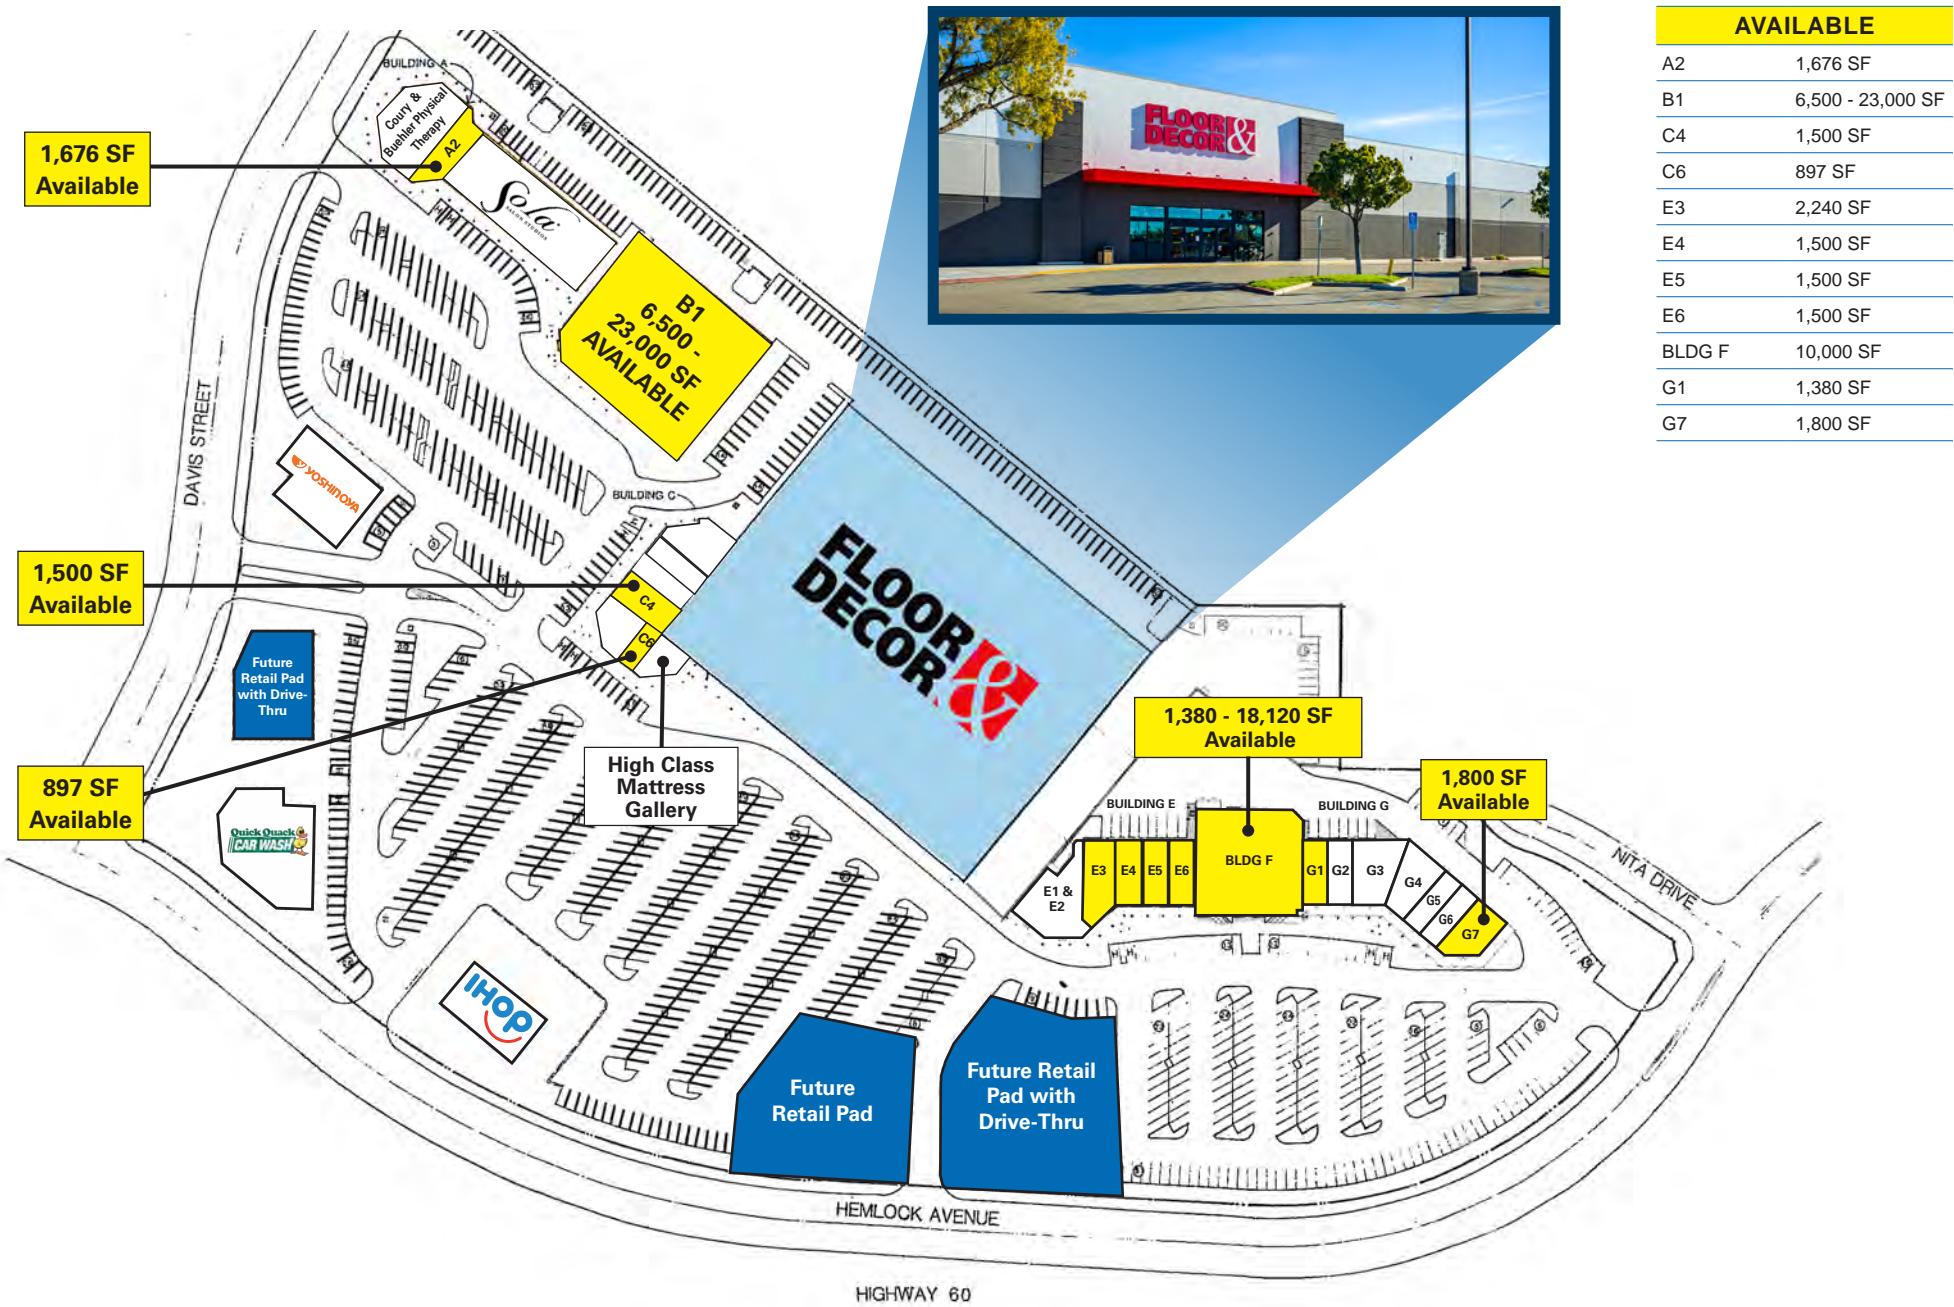 AVAILABLE
A2 1,676 SF
B1 6,500 - 23,000 SF
C4 1,500 SF
C6 897 SF
E3 2,240 SF
E4 1,500 SF
E5 1,500 SF
E6 1,500 SF
BLDG F 10,000 SF
G1 1,380 SF
G7 1,800 SF
FLOOR &
DECOR
BUILDING A
Coury &
Buehler Physical
Therapy
A2
1,676 SF
Available
Sola
SALON STUDIOS
B1
6,500 -
23,000 SF
AVAILABLE
DAVIS STREET
YOSHINOYA
BUILDING C
1,500 SF
Available
C4
C6
FLOOR &
DECOR
Future
Retail Pad
with Drive-
Thru
897 SF
Available
High Class
Mattress
Gallery
Quick Quack
CAR WASH
1,380 - 18,120 SF
Available
1,800 SF
Available
BUILDING E
BUILDING G
E1 &
E2
E3
E4
E5
E6
BLDG F
G1
G2
G3
G4
G5
G6
G7
NITA DRIVE
IHOP
Future
Retail Pad
Future Retail
Pad with
Drive-Thru
HEMLOCK AVENUE
HIGHWAY 60